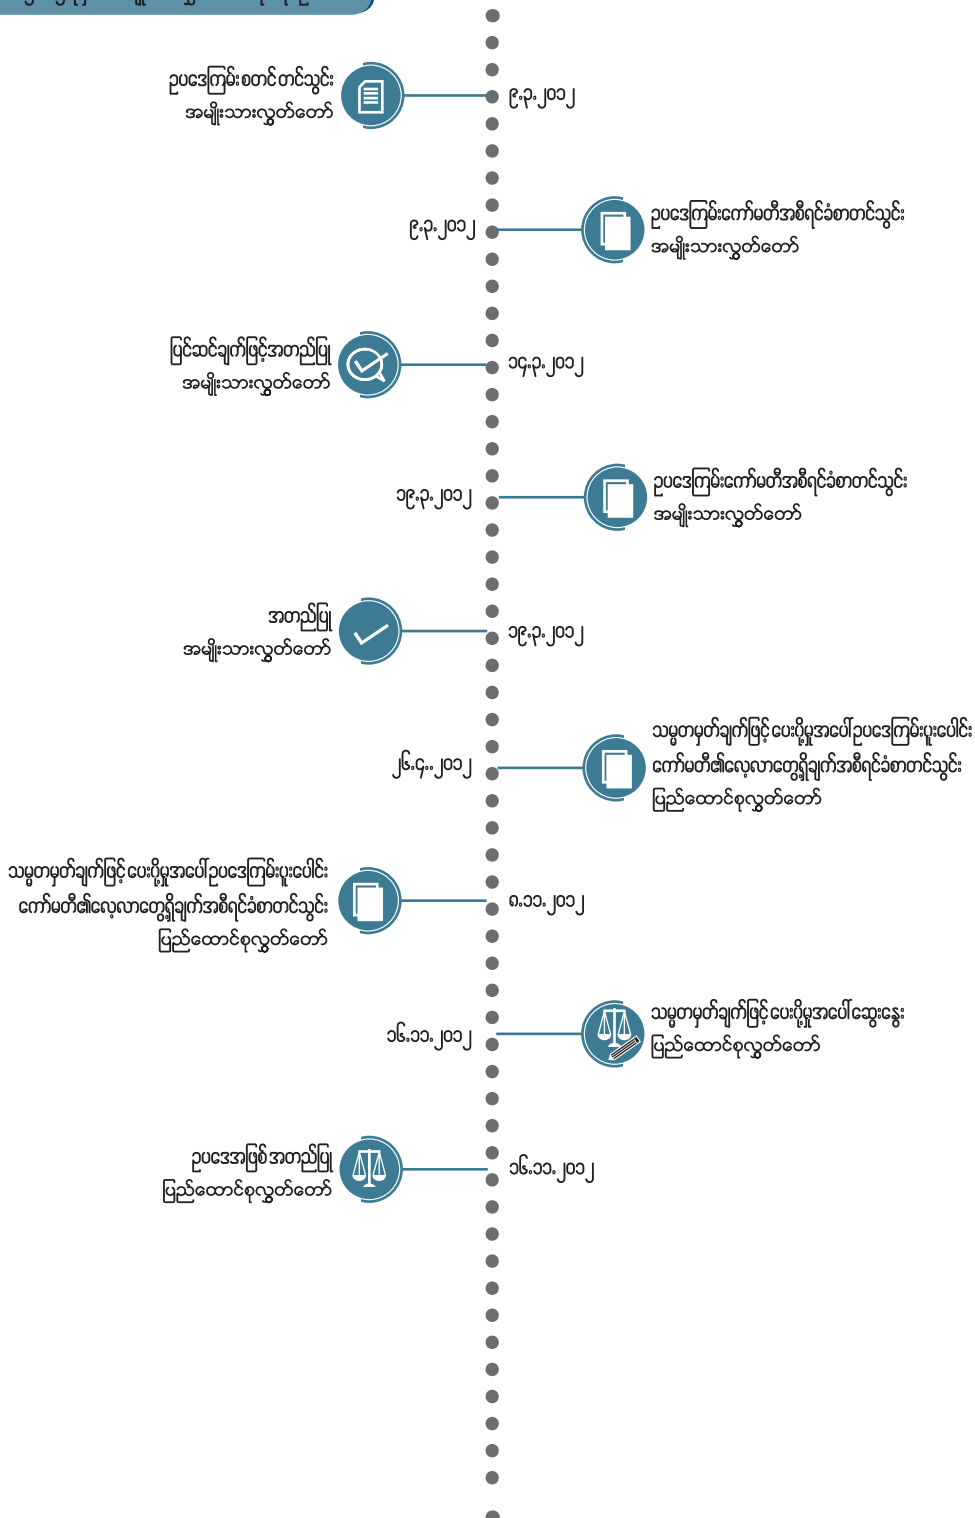 ဥပဒေကြမ်းစတင်တင်သွင်း
အမျိုးသားလွှတ်တော်
၉.၃.၂၀၁၂
ဥပဒေကြမ်းကော်မတီအစီရင်ခံစာတင်သွင်း
အမျိုးသားလွှတ်တော်
၉.၃.၂၀၁၂
ပြင်ဆင်ချက်ဖြင့်အတည်ပြု
အမျိုးသားလွှတ်တော်
၁၄.၃.၂၀၁၂
ဥပဒေကြမ်းကော်မတီအစီရင်ခံစာတင်သွင်း
အမျိုးသားလွှတ်တော်
၁၉.၃.၂၀၁၂
အတည်ပြု
အမျိုးသားလွှတ်တော်
၁၉.၃.၂၀၁၂
သမ္မတမှတ်ချက်ဖြင့် ပေးပို့မှုအပေါ် ဥပဒေကြမ်းပူးပေါင်း
ကော်မတီ၏လေ့လာတွေ့ရှိချက်အစီရင်ခံစာတင်သွင်း
ပြည်ထောင်စုလွှတ်တော်
၂၆.၄..၂၀၁၂
သမ္မတမှတ်ချက်ဖြင့် ပေးပို့မှုအပေါ် ဥပဒေကြမ်းပူးပေါင်း
ကော်မတီ၏လေ့လာတွေ့ရှိချက်အစီရင်ခံစာတင်သွင်း
ပြည်ထောင်စုလွှတ်တော်
၈.၁၁.၂၀၁၂
သမ္မတမှတ်ချက်ဖြင့် ပေးပို့မှုအပေါ် ဆွေးနွေး
ပြည်ထောင်စုလွှတ်တော်
၁၆.၁၁.၂၀၁၂
ဥပဒေအဖြစ် အတည်ပြု
ပြည်ထောင်စုလွှတ်တော်
၁၆.၁၁.၂၀၁၂